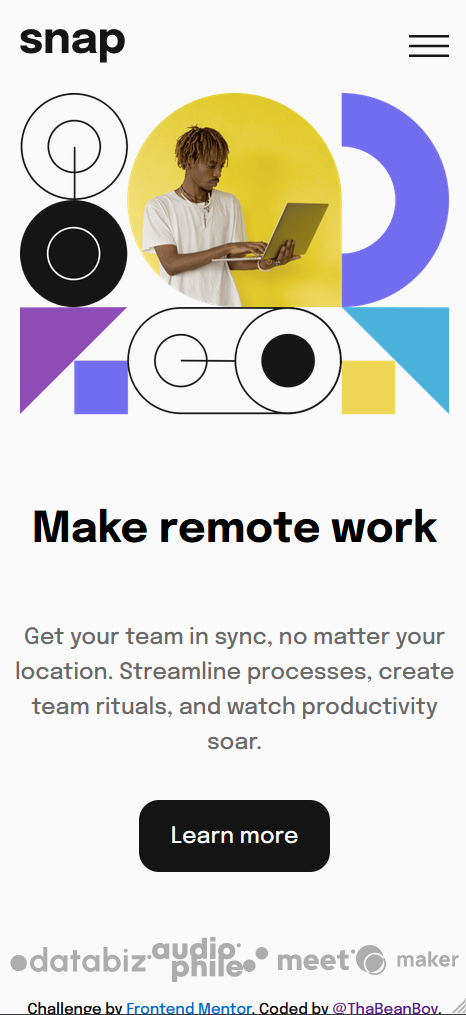 snap
Make remote work
Get your team in sync, no matter your
location. Streamline processes, create
team rituals, and watch productivity
soar.
Learn more
databiz audiophile meet maker
Challenge by Frontend Mentor. Coded by @ThaBeanBoy.